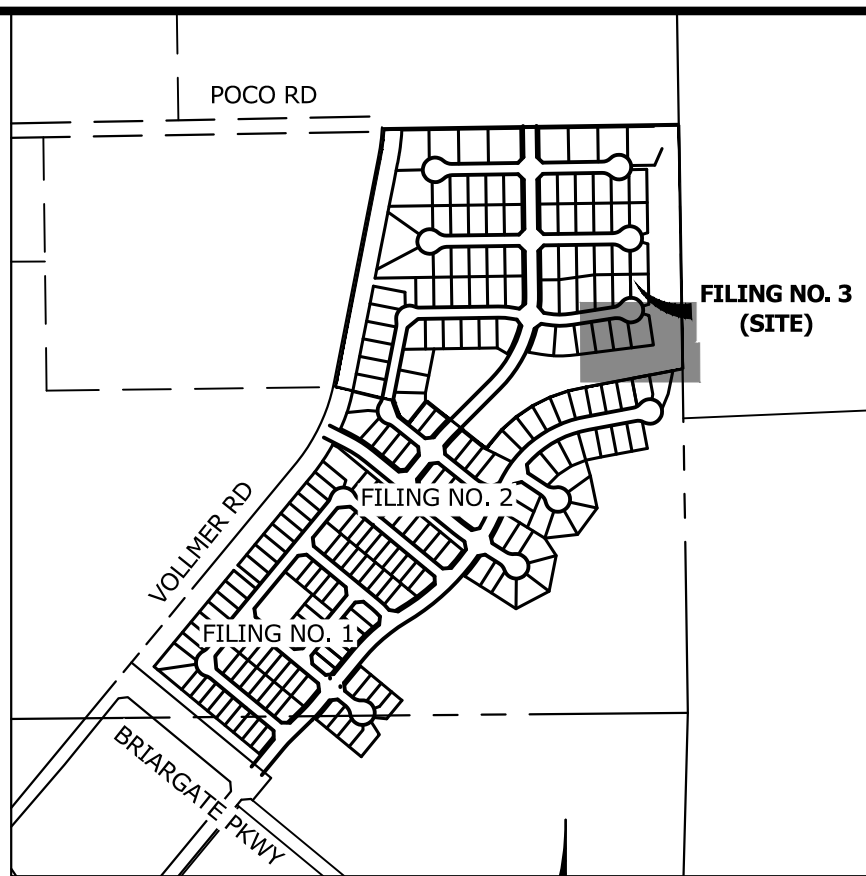 POCO RD
FILING NO. 3
(SITE)
FILING NO. 2
VOLLMER RD
FILING NO. 1
BRIARGATE PKWY